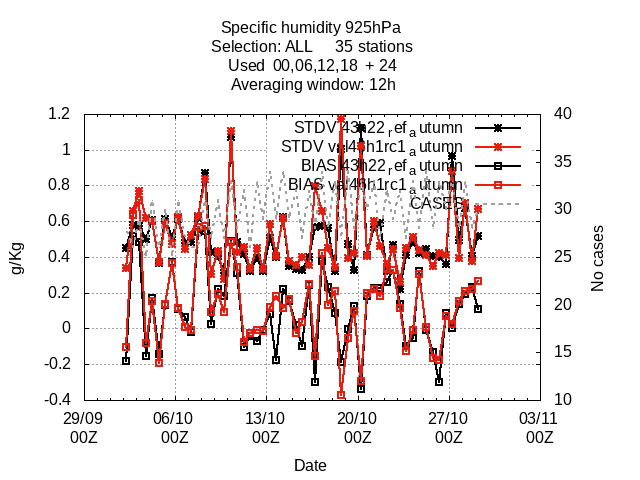 Specific humidity 925hPa
Selection: ALL 35 stations
Used 00,06,12,18 + 24
Averaging window: 12h
STDV 43h22_ref_autumn
STDV val46h1rc1_autumn
BIAS 43h22_ref_autumn
BIAS val46h1rc1_autumn
CASES
1.2
1
0.8
0.6
0.4
0.2
0
-0.2
-0.4
g/Kg
40
35
30
25
20
15
10
No cases
29/09 06/10 13/10 20/10 27/10 03/11
00Z 00Z 00Z 00Z 00Z 00Z
Date